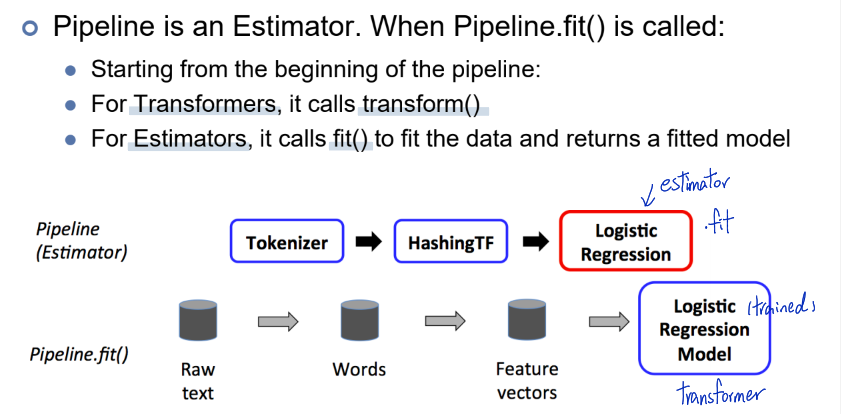 Pipeline is an Estimator. When Pipeline.fit() is called:
Starting from the beginning of the pipeline:
For Transformers, it calls transform()
For Estimators, it calls fit() to fit the data and returns a fitted model
estimator
.fit
Pipeline
(Estimator)
Tokenizer
HashingTF
Logistic
Regression
Pipeline.fit()
Raw
text
Words
Feature
vectors
Logistic (trained)
Regression
Model
transformer